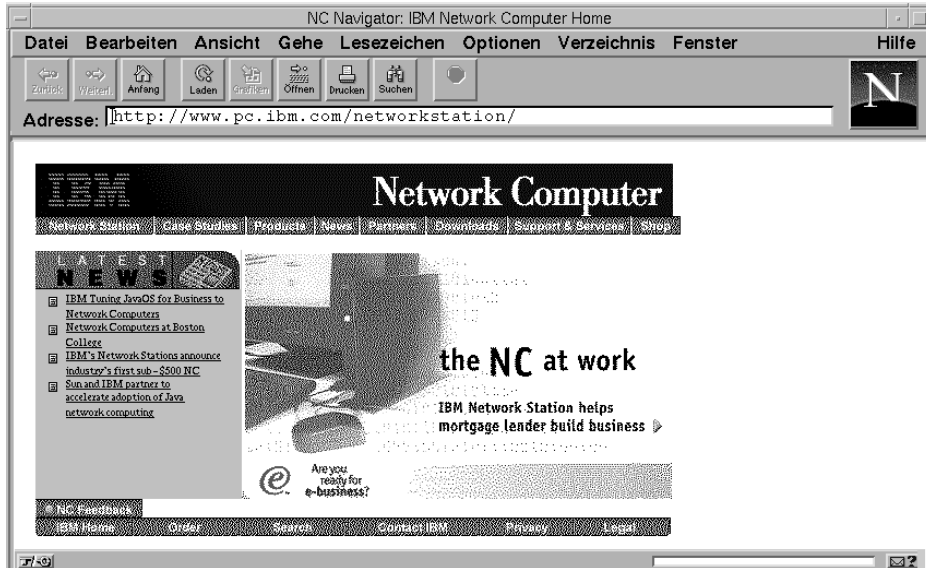 NC Navigator: IBM Network Computer Home
Datei Bearbeiten Ansicht Gehe Lesezeichen Optionen Verzeichnis Fenster Hilfe
Zurück Weiterl. Anfang Laden Grafiken Öffnen Drucken Suchen
N
Adresse: http://www.pc.ibm.com/networkstation/
IBM Network Computer
Network Station Case Studies Products News Partners Downloads Support & Services Shop
LATEST
NEWS
IBM Tuning JavaOS for Business to
Network Computers
Network Computers at Boston
College
IBM's Network Stations announce
industry's first sub-$500 NC
Sun and IBM partner to
accelerate adoption of Java
network computing
the NC at work
IBM Network Station helps
mortgage lender build business
Are you
ready for
e-business?
NC Feedback
IBM Home Order Search Contact IBM Privacy Legal